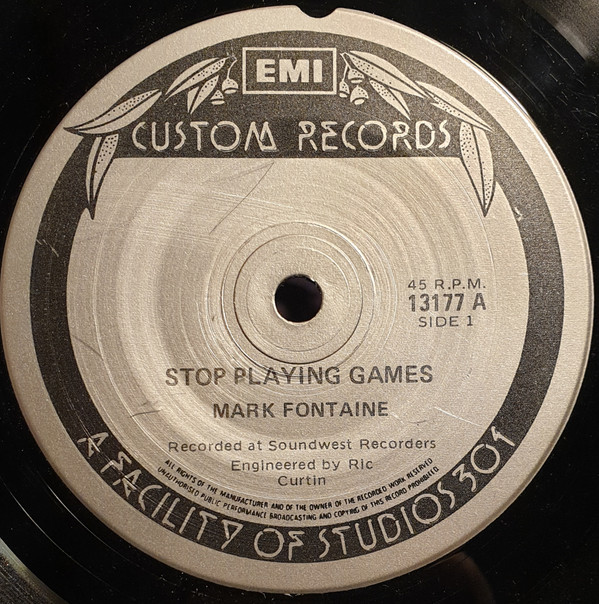 EMI
CUSTOM RECORDS
45 R.P.M.
13177 A
SIDE 1
STOP PLAYING GAMES
MARK FONTAINE
Recorded at Soundwest Recorders
Engineered by Ric
Curtin
ALL RIGHTS OF THE MANUFACTURER AND OF THE OWNER OF THE RECORDED WORK RESERVED
UNAUTHORISED PUBLIC PERFORMANCE BROADCASTING AND COPYING OF THIS RECORD PROHIBITED.
A FACILITY OF STUDIOS 301